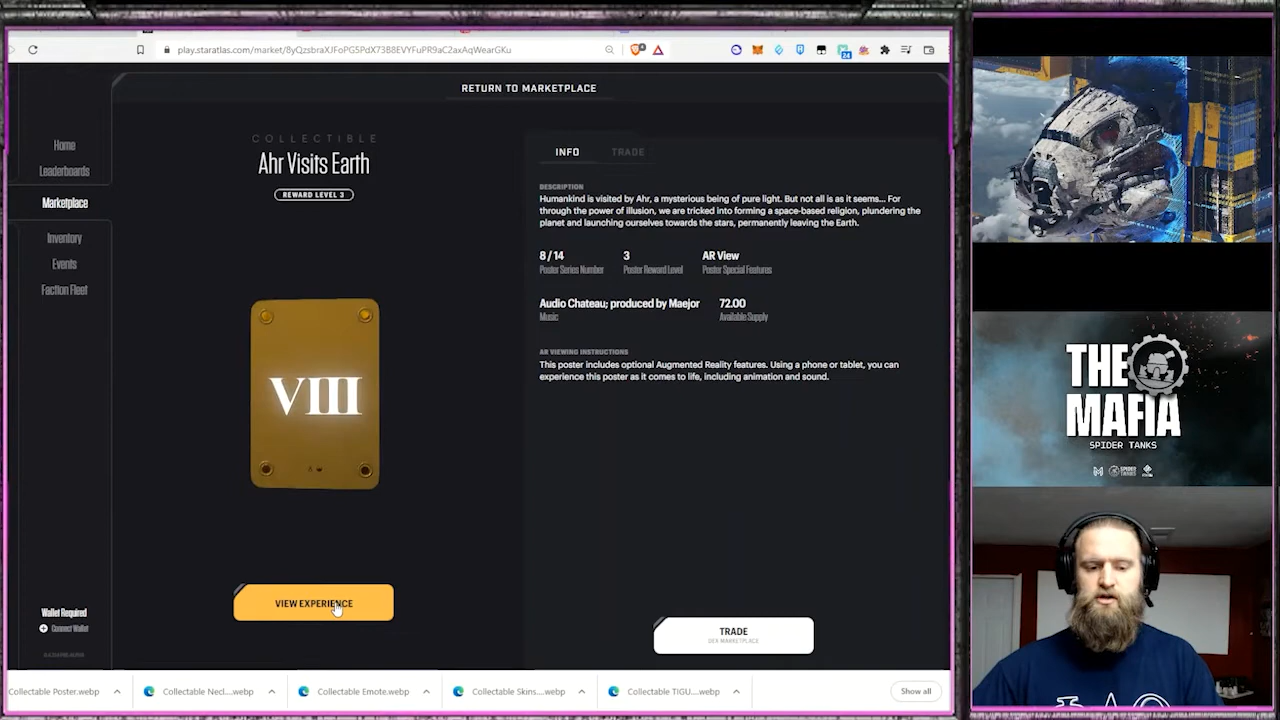 play.staratlas.com/market/8yQzsbraXJFoPG5PdX73B8EVYFuPR9aC2axAqWearGKu
24
RETURN TO MARKETPLACE
Home
Leaderboards
Marketplace
Inventory
Events
Faction Fleet
Wallet Required
Connect Wallet
COLLECTIBLE
Ahr Visits Earth
REWARD LEVEL 3
VIII
VIEW EXPERIENCE
INFO
TRADE
DESCRIPTION
Humankind is visited by Ahr, a mysterious being of pure light. But not all is as it seems... For
through the power of illusion, we are tricked into forming a space-based religion, plundering the
planet and launching ourselves towards the stars, permanently leaving the Earth.
8 / 14
Poster Series Number
3
Poster Reward Level
AR View
Poster Special Features
Audio Chateau; produced by Maejor
Music
72.00
Available Supply
AR VIEWING INSTRUCTIONS
This poster includes optional Augmented Reality features. Using a phone or tablet, you can
experience this poster as it comes to life, including animation and sound.
TRADE
DEX MARKETPLACE
Collectable Poster.webp
Collectable Necl....webp
Collectable Emote.webp
Collectable Skins....webp
Collectable TIGU....webp
Show all
THE
MAFIA
SPIDER TANKS